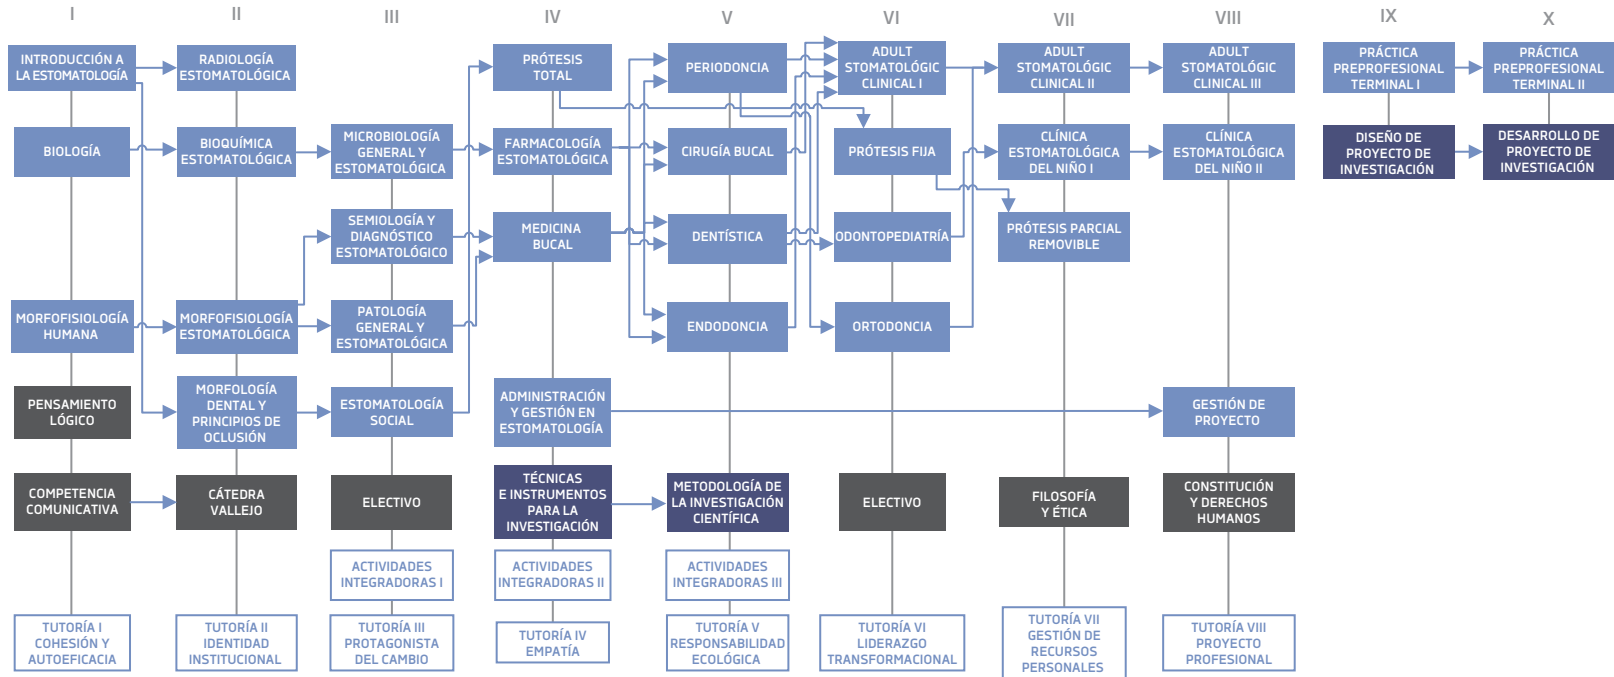 I
II
III
IV
V
VI
VII
VIII
IX
X
INTRODUCCIÓN A
LA ESTOMATOLOGÍA
BIOLOGÍA
MORFOFISIOLOGÍA
HUMANA
PENSAMIENTO
LÓGICO
COMPETENCIA
COMUNICATIVA
TUTORÍA I
COHESIÓN Y
AUTOEFICACIA
RADIOLOGÍA
ESTOMATOLÓGICA
BIOQUÍMICA
ESTOMATOLÓGICA
MORFOFISIOLOGÍA
ESTOMATOLÓGICA
MORFOLOGÍA
DENTAL Y
PRINCIPIOS DE
OCLUSIÓN
CÁTEDRA
VALLEJO
TUTORÍA II
IDENTIDAD
INSTITUCIONAL
MICROBIOLOGÍA
GENERAL Y
ESTOMATOLÓGICA
SEMIOLOGÍA Y
DIAGNÓSTICO
ESTOMATOLÓGICO
PATOLOGÍA
GENERAL Y
ESTOMATOLÓGICA
ESTOMATOLOGÍA
SOCIAL
ELECTIVO
ACTIVIDADES
INTEGRADORAS I
TUTORÍA III
PROTAGONISTA
DEL CAMBIO
PRÓTESIS
TOTAL
FARMACOLOGÍA
ESTOMATOLÓGICA
MEDICINA
BUCAL
ADMINISTRACIÓN
Y GESTIÓN EN
ESTOMATOLOGÍA
TÉCNICAS
E INSTRUMENTOS
PARA LA
INVESTIGACIÓN
ACTIVIDADES
INTEGRADORAS II
TUTORÍA IV
EMPATÍA
PERIODONCIA
CIRUGÍA BUCAL
DENTÍSTICA
ENDODONCIA
METODOLOGÍA DE
LA INVESTIGACIÓN
CIENTÍFICA
ACTIVIDADES
INTEGRADORAS III
TUTORÍA V
RESPONSABILIDAD
ECOLÓGICA
ADULT
STOMATOLÓGIC
CLINICAL I
PRÓTESIS FIJA
ODONTOPEDIATRÍA
ORTODONCIA
ELECTIVO
TUTORÍA VI
LIDERAZGO
TRANSFORMACIONAL
ADULT
STOMATOLÓGIC
CLINICAL II
CLÍNICA
ESTOMATOLÓGICA
DEL NIÑO I
PRÓTESIS PARCIAL
REMOVIBLE
FILOSOFÍA
Y ÉTICA
TUTORÍA VII
GESTIÓN DE
RECURSOS
PERSONALES
ADULT
STOMATOLÓGIC
CLINICAL III
CLÍNICA
ESTOMATOLÓGICA
DEL NIÑO II
GESTIÓN DE
PROYECTO
CONSTITUCIÓN
Y DERECHOS
HUMANOS
TUTORÍA VIII
PROYECTO
PROFESIONAL
PRÁCTICA
PREPROFESIONAL
TERMINAL I
DISEÑO DE
PROYECTO DE
INVESTIGACIÓN
PRÁCTICA
PREPROFESIONAL
TERMINAL II
DESARROLLO DE
PROYECTO DE
INVESTIGACIÓN